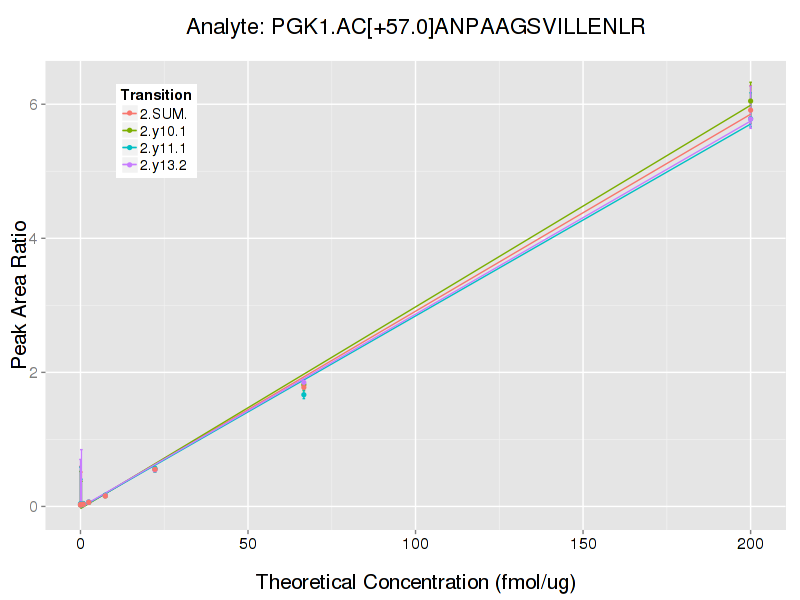 Analyte: PGK1.AC[+57.0]ANPAAGSVILLENLR
Transition
2.SUM.
2.y10.1
2.y11.1
2.y13.2
Peak Area Ratio
6
4
2
0
0 50 100 150 200
Theoretical Concentration (fmol/ug)